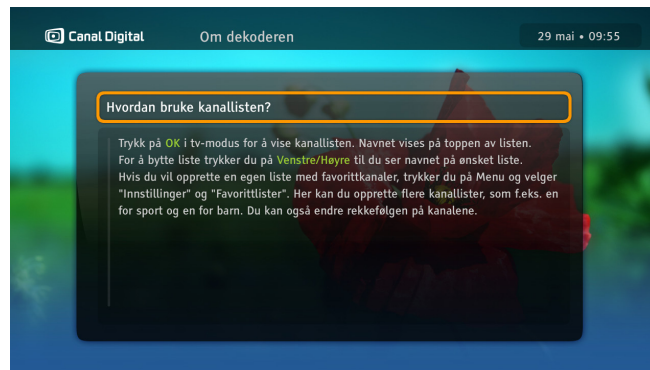 Canal Digital Om dekoderen 29 mai • 09:55
Hvordan bruke kanallisten?
Trykk på OK i tv-modus for å vise kanallisten. Navnet vises på toppen av listen.
For å bytte liste trykker du på Venstre/Høyre til du ser navnet på ønsket liste.
Hvis du vil opprette en egen liste med favorittkanaler, trykker du på Menu og velger
"Innstillinger" og "Favorittlister". Her kan du opprette flere kanallister, som f.eks. en
for sport og en for barn. Du kan også endre rekkefølgen på kanalene.